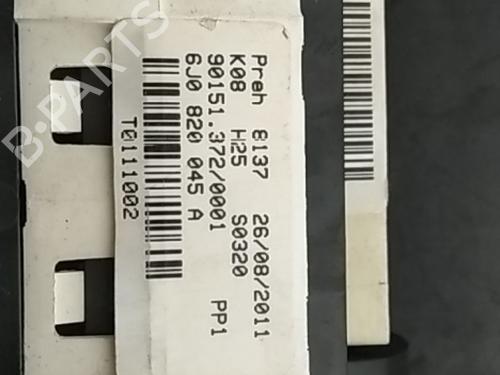 Preh 8137 26/08/2011
K08 H25 S0320
90151.372/0001 PP1
6J0 820 045 A
T0111002
B-PARTS